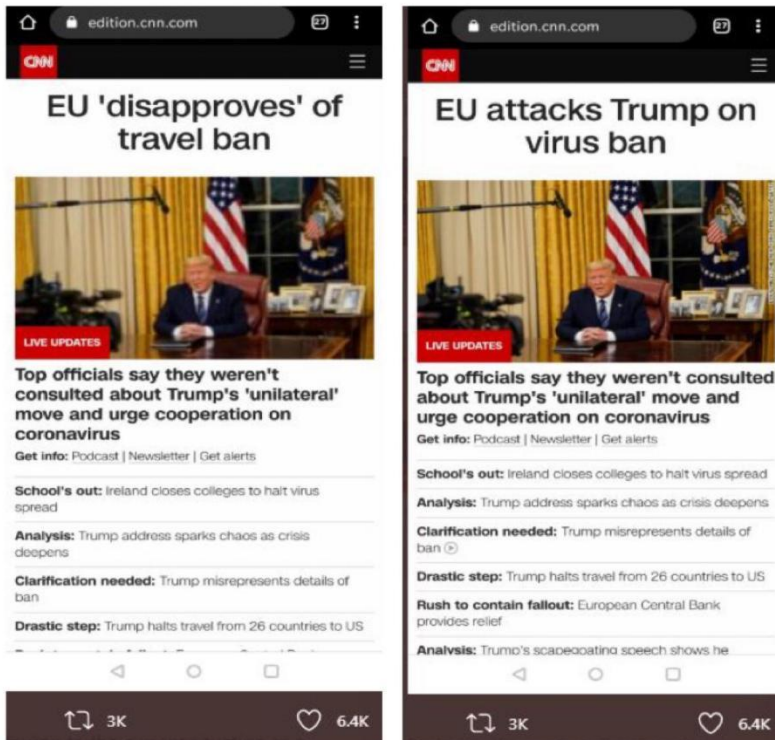 edition.cnn.com
27
CNN
EU 'disapproves' of
travel ban
LIVE UPDATES
Top officials say they weren't
consulted about Trump's 'unilateral'
move and urge cooperation on
coronavirus
Get info: Podcast | Newsletter | Get alerts
School's out: Ireland closes colleges to halt virus
spread
Analysis: Trump address sparks chaos as crisis
deepens
Clarification needed: Trump misrepresents details of
ban
Drastic step: Trump halts travel from 26 countries to US
3K
6.4K
edition.cnn.com
27
CNN
EU attacks Trump on
virus ban
LIVE UPDATES
Top officials say they weren't consulted
about Trump's 'unilateral' move and
urge cooperation on coronavirus
Get info: Podcast | Newsletter | Get alerts
School's out: Ireland closes colleges to halt virus spread
Analysis: Trump address sparks chaos as crisis deepens
Clarification needed: Trump misrepresents details of
ban
Drastic step: Trump halts travel from 26 countries to US
Rush to contain fallout: European Central Bank
provides relief
Analysis: Trump's scapegoating speech shows he
3K
6.4K